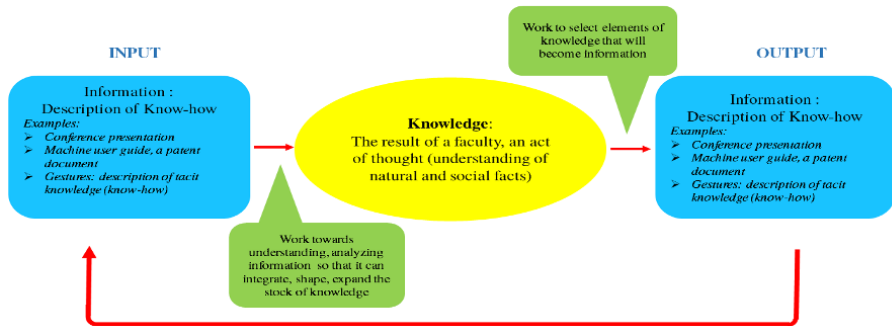 INPUT
Information :
Description of Know-how
Examples:
➢ Conference presentation
➢ Machine user guide, a patent
document
➢ Gestures: description of tacit
knowledge (know-how)
Work towards
understanding, analyzing
information so that it can
integrate, shape, expand the
stock of knowledge
Knowledge:
The result of a faculty, an act
of thought (understanding of
natural and social facts)
Work to select elements of
knowledge that will
become information
OUTPUT
Information :
Description of Know-how
Examples:
➢ Conference presentation
➢ Machine user guide, a patent
document
➢ Gestures: description of tacit
knowledge (know-how)